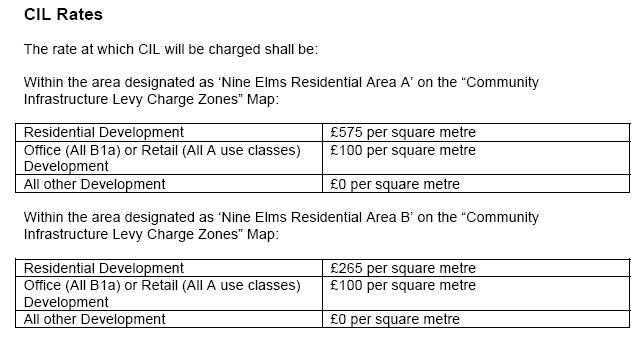 CIL Rates
The rate at which CIL will be charged shall be:
Within the area designated as ‘Nine Elms Residential Area A’ on the “Community
Infrastructure Levy Charge Zones” Map:
Residential Development £575 per square metre
Office (All B1a) or Retail (All A use classes) £100 per square metre
Development
All other Development £0 per square metre
Within the area designated as ‘Nine Elms Residential Area B’ on the “Community
Infrastructure Levy Charge Zones” Map:
Residential Development £265 per square metre
Office (All B1a) or Retail (All A use classes) £100 per square metre
Development
All other Development £0 per square metre